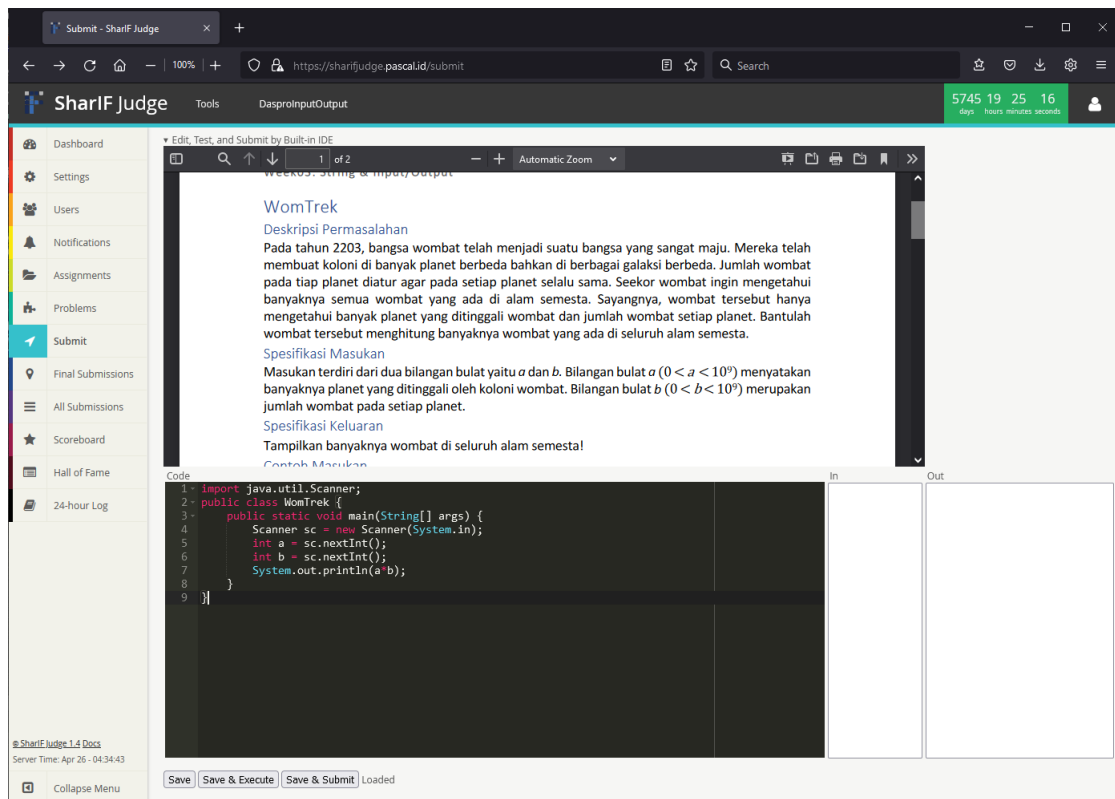 Submit - SharIF Judge
100%
https://sharifjudge.pascal.id/submit
Search
SharIF Judge
Tools
DasproInputOutput
5745 19 25 16
days hours minutes seconds
Dashboard
Settings
Users
Notifications
Assignments
Problems
Submit
Final Submissions
All Submissions
Scoreboard
Hall of Fame
24-hour Log
© SharIF Judge 1.4 Docs
Server Time: Apr 26 - 04:34:43
Collapse Menu
▾ Edit, Test, and Submit by Built-in IDE
1 of 2
Automatic Zoom
Week03: String & Input/Output
WomTrek
Deskripsi Permasalahan
Pada tahun 2203, bangsa wombat telah menjadi suatu bangsa yang sangat maju. Mereka telah
membuat koloni di banyak planet berbeda bahkan di berbagai galaksi berbeda. Jumlah wombat
pada tiap planet diatur agar pada setiap planet selalu sama. Seekor wombat ingin mengetahui
banyaknya semua wombat yang ada di alam semesta. Sayangnya, wombat tersebut hanya
mengetahui banyak planet yang ditinggali wombat dan jumlah wombat setiap planet. Bantulah
wombat tersebut menghitung banyaknya wombat yang ada di seluruh alam semesta.
Spesifikasi Masukan
Masukan terdiri dari dua bilangan bulat yaitu a dan b. Bilangan bulat a (0 < a < 10⁹) menyatakan
banyaknya planet yang ditinggali oleh koloni wombat. Bilangan bulat b (0 < b < 10⁹) merupakan
jumlah wombat pada setiap planet.
Spesifikasi Keluaran
Tampilkan banyaknya wombat di seluruh alam semesta!
Contoh Masukan
Code
1 import java.util.Scanner;
2 public class WomTrek {
3 public static void main(String[] args) {
4 Scanner sc = new Scanner(System.in);
5 int a = sc.nextInt();
6 int b = sc.nextInt();
7 System.out.println(a*b);
8 }
9 }
In
Out
Save
Save & Execute
Save & Submit
Loaded